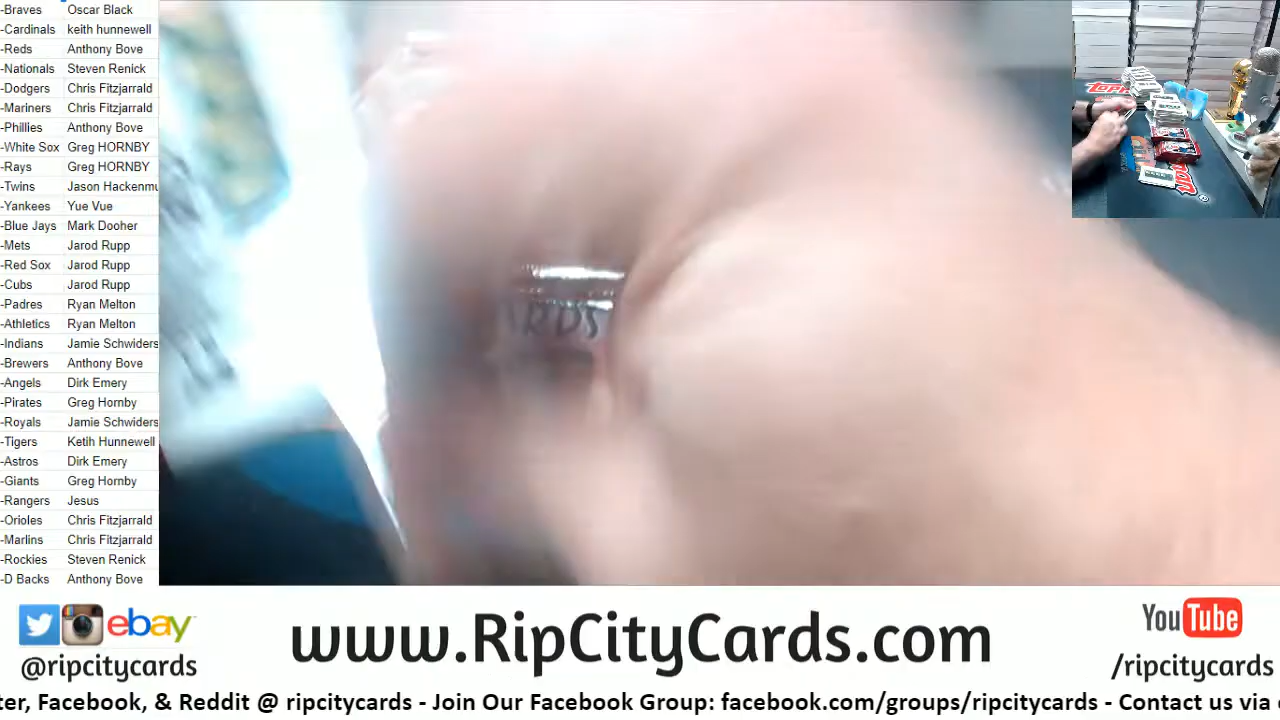 -Braves Oscar Black
-Cardinals keith hunnewell
-Reds Anthony Bove
-Nationals Steven Renick
-Dodgers Chris Fitzjarrald
-Mariners Chris Fitzjarrald
-Phillies Anthony Bove
-White Sox Greg HORNBY
-Rays Greg HORNBY
-Twins Jason Hackenmu
-Yankees Yue Vue
-Blue Jays Mark Dooher
-Mets Jarod Rupp
-Red Sox Jarod Rupp
-Cubs Jarod Rupp
-Padres Ryan Melton
-Athletics Ryan Melton
-Indians Jamie Schwiders
-Brewers Anthony Bove
-Angels Dirk Emery
-Pirates Greg Hornby
-Royals Jamie Schwiders
-Tigers Ketih Hunnewell
-Astros Dirk Emery
-Giants Greg Hornby
-Rangers Jesus
-Orioles Chris Fitzjarrald
-Marlins Chris Fitzjarrald
-Rockies Steven Renick
-D Backs Anthony Bove
ARDS
topps
ebay
@ripcitycards
www.RipCityCards.com
YouTube
/ripcitycards
ter, Facebook, & Reddit @ ripcitycards - Join Our Facebook Group: facebook.com/groups/ripcitycards - Contact us via